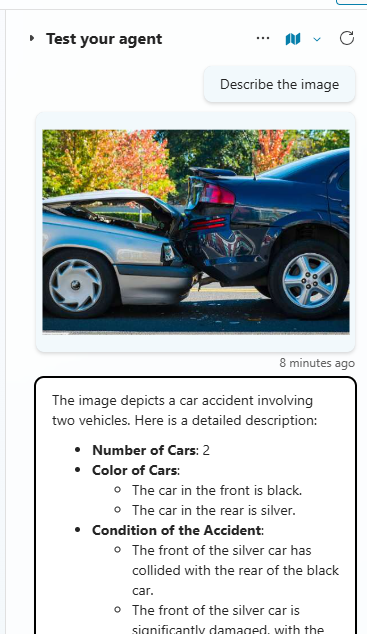 Test your agent
Describe the image
8 minutes ago
The image depicts a car accident involving
two vehicles. Here is a detailed description:
• Number of Cars: 2
• Color of Cars:
◦ The car in the front is black.
◦ The car in the rear is silver.
• Condition of the Accident:
◦ The front of the silver car has
collided with the rear of the black
car.
◦ The front of the silver car is
significantly damaged, with the